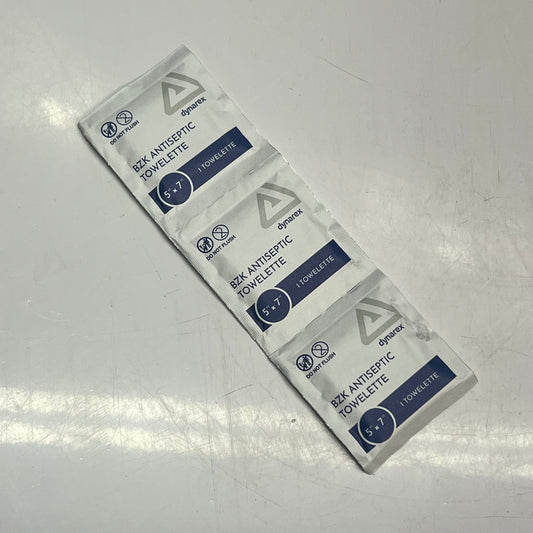 dynarex
DO NOT FLUSH
BZK ANTISEPTIC
TOWELETTE
5" x 7"
1 TOWELETTE
dynarex
DO NOT FLUSH
BZK ANTISEPTIC
TOWELETTE
5" x 7"
1 TOWELETTE
dynarex
DO NOT FLUSH
BZK ANTISEPTIC
TOWELETTE
5" x 7"
1 TOWELETTE